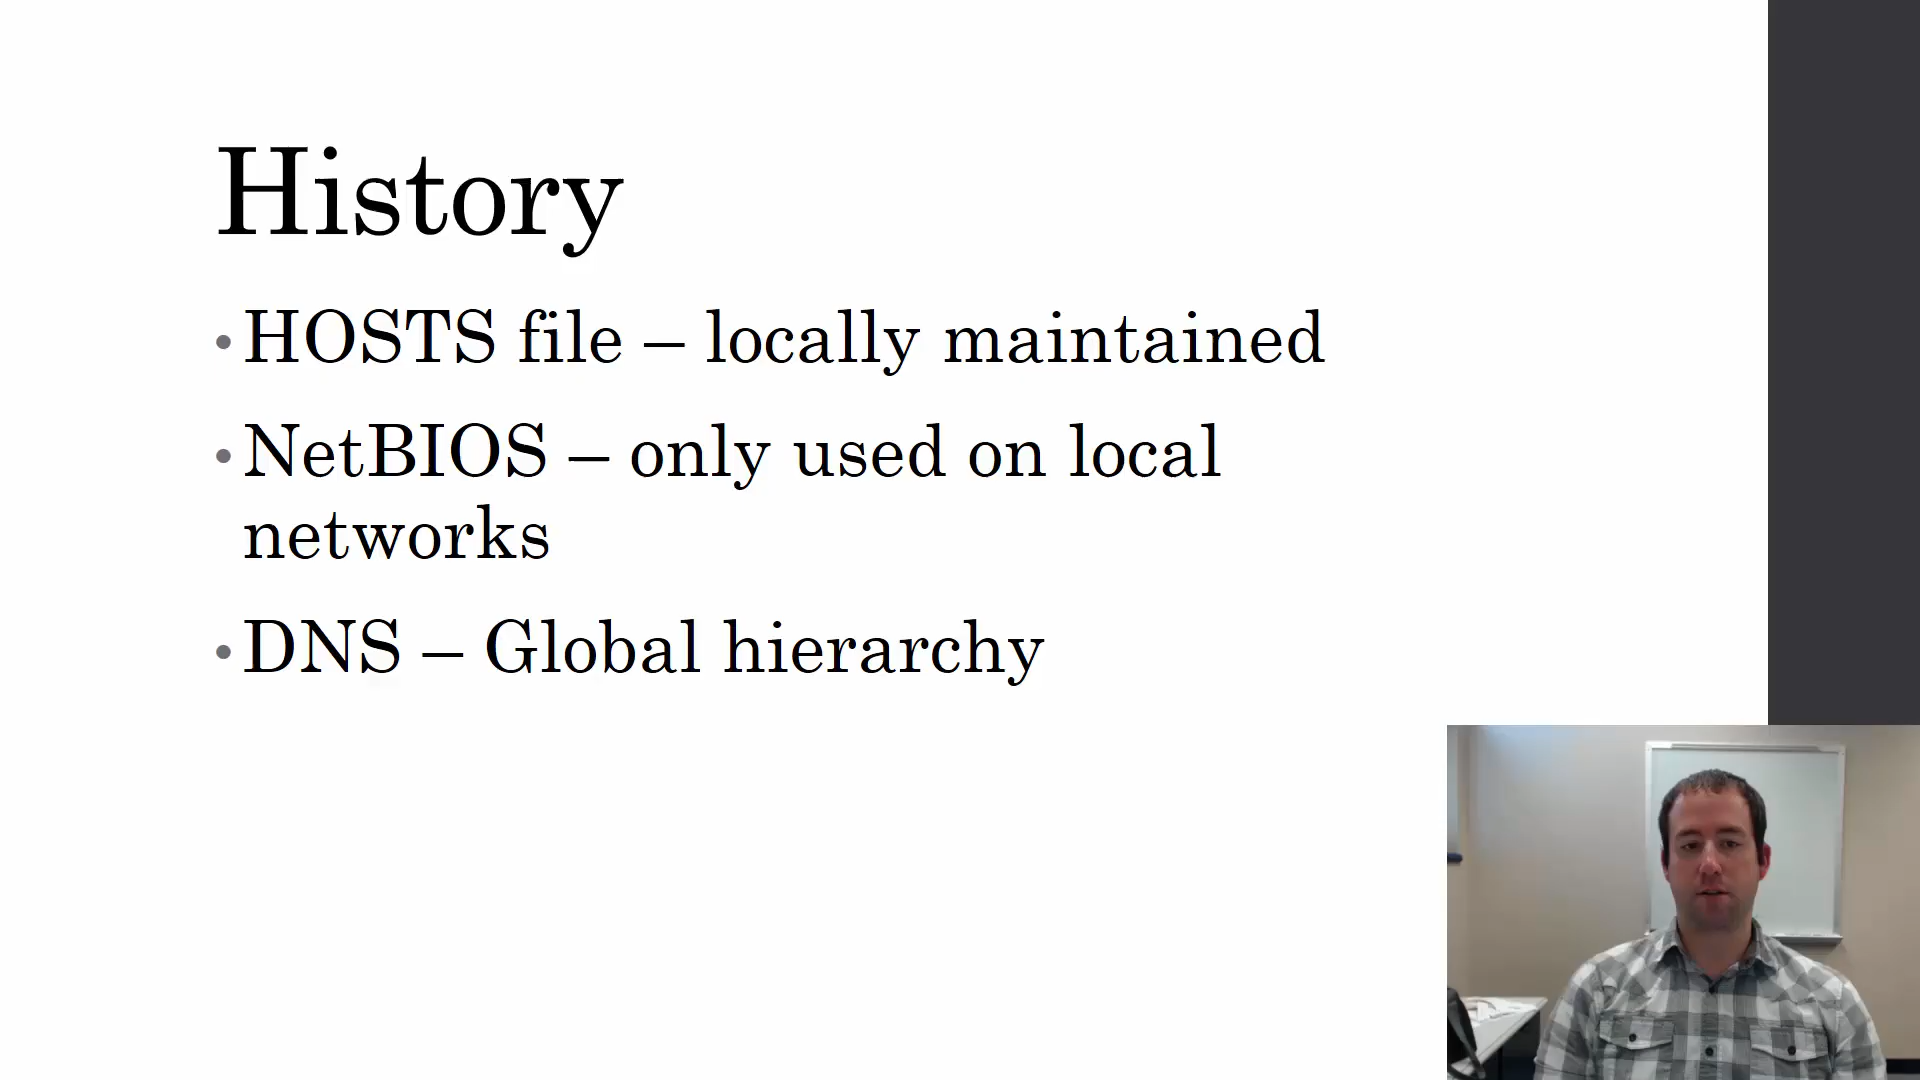 History
• HOSTS file – locally maintained
• NetBIOS – only used on local
networks
• DNS – Global hierarchy